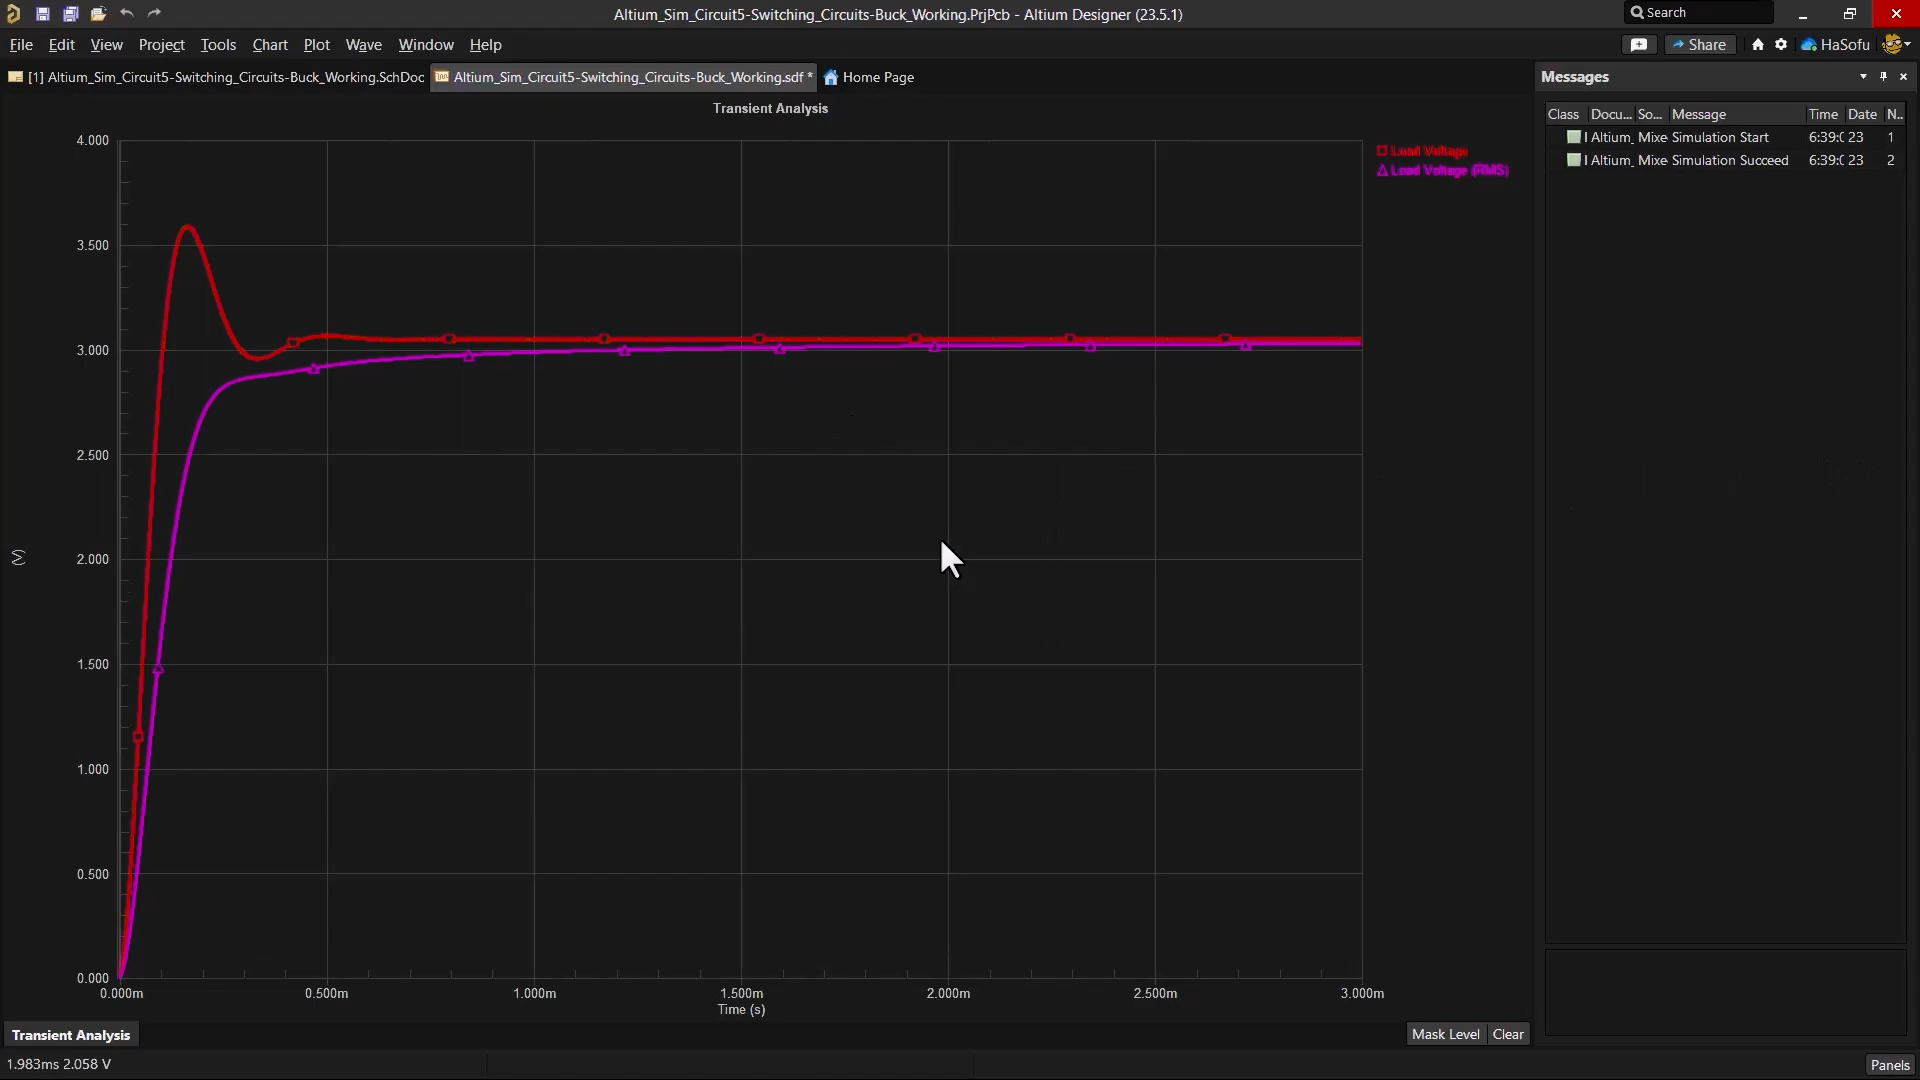 Altium_Sim_Circuit5-Switching_Circuits-Buck_Working.PrjPcb - Altium Designer (23.5.1)
Search
File Edit View Project Tools Chart Plot Wave Window Help
Share
HaSofu
[1] Altium_Sim_Circuit5-Switching_Circuits-Buck_Working.SchDoc
Altium_Sim_Circuit5-Switching_Circuits-Buck_Working.sdf *
Home Page
Messages
Transient Analysis
Class Docu... So... Message Time Date N..
Altium_ Mixe Simulation Start 6:39:0 23 1
Altium_ Mixe Simulation Succeed 6:39:0 23 2
Load Voltage
Load Voltage (RMS)
4.000
3.500
3.000
2.500
2.000
(V)
1.500
1.000
0.500
0.000
0.000m 0.500m 1.000m 1.500m 2.000m 2.500m 3.000m
Time (s)
Transient Analysis
Mask Level Clear
1.983ms 2.058 V
Panels